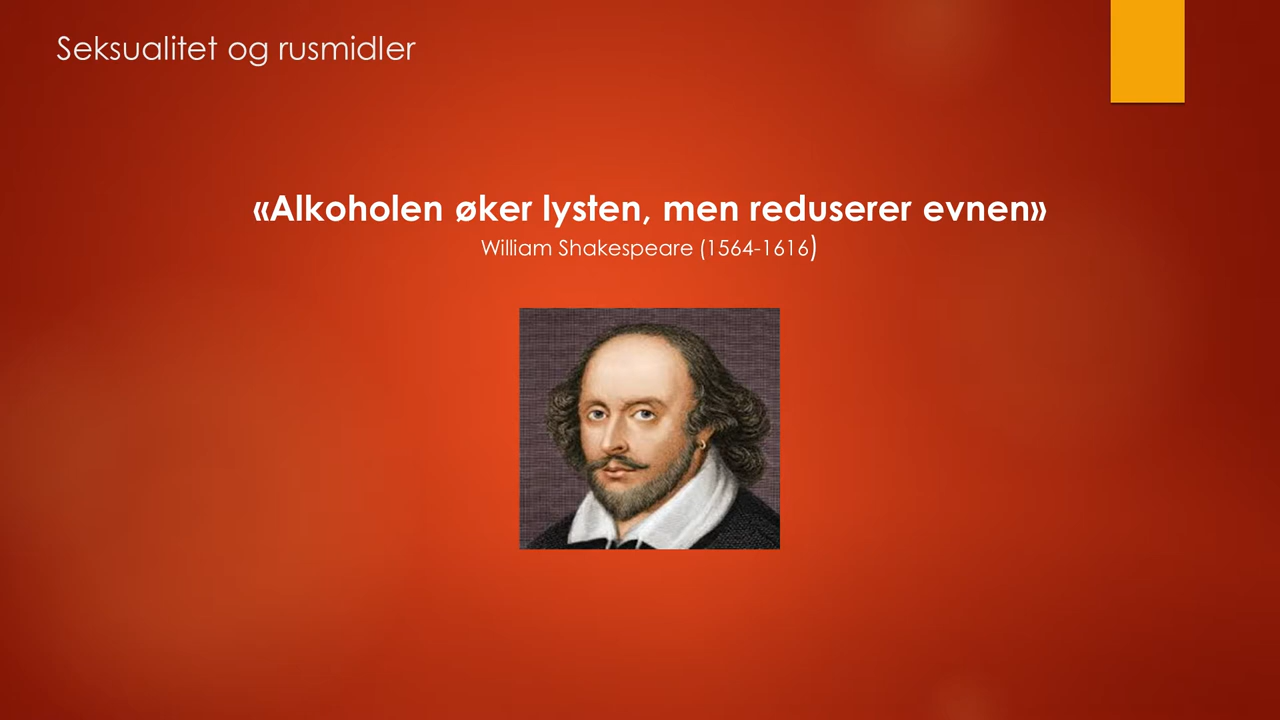 Seksualitet og rusmidler
«Alkoholen øker lysten, men reduserer evnen»
William Shakespeare (1564-1616)